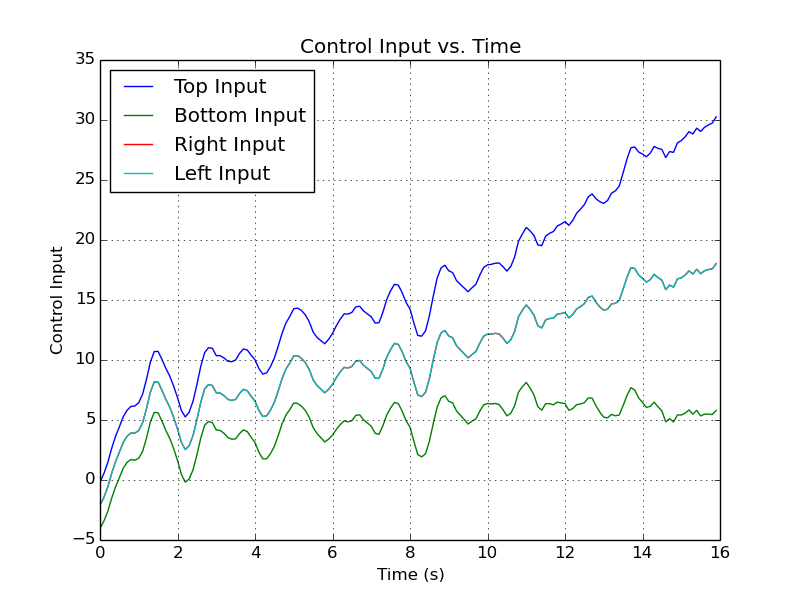 Control Input vs. Time
35
30
25
20
15
10
5
0
−5
Control Input
Top Input
Bottom Input
Right Input
Left Input
0 2 4 6 8 10 12 14 16
Time (s)